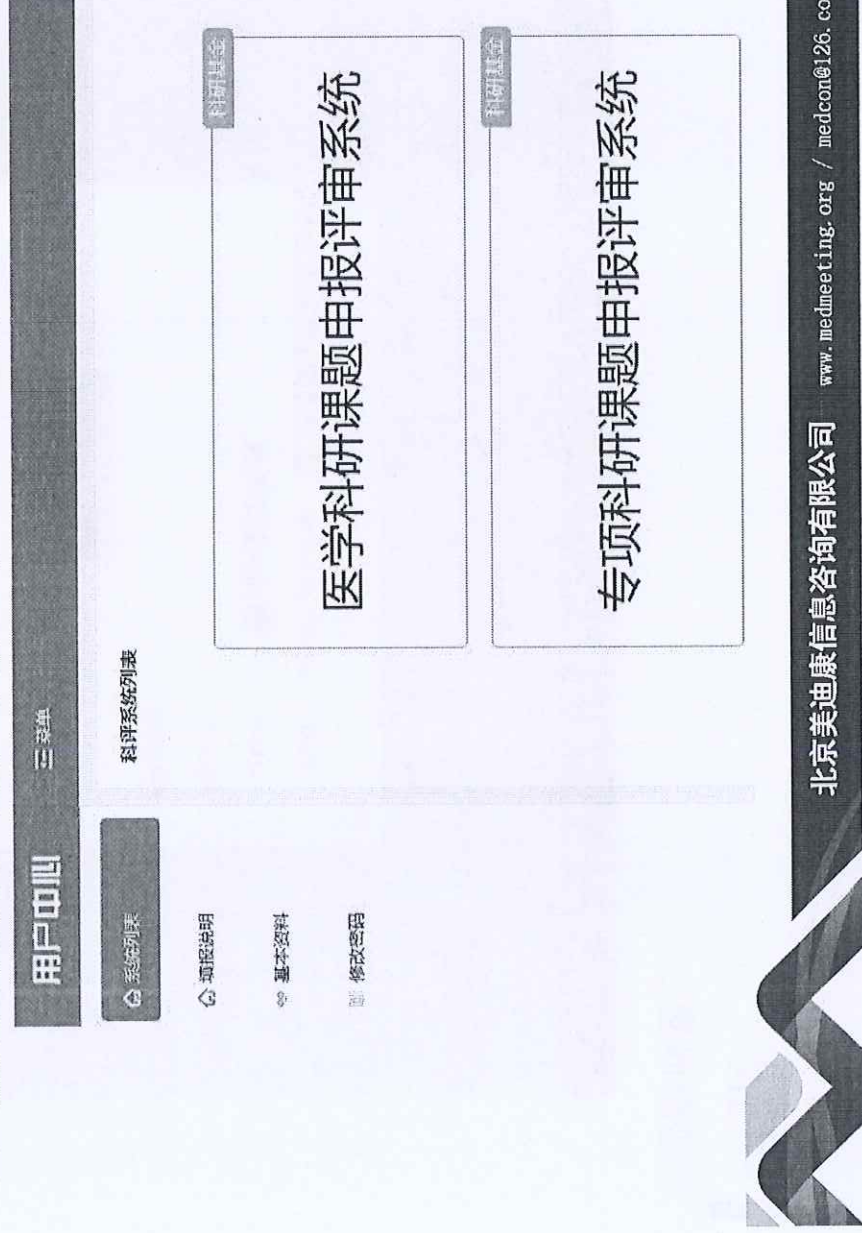 用户中心
三 菜单
系统列表
填报说明
基本资料
修改密码
科评系统列表
科研基金
医学科研课题申报评审系统
科研基金
专项科研课题申报评审系统
北京美迪康信息咨询有限公司 www.medmeeting.org / medcon@126.co